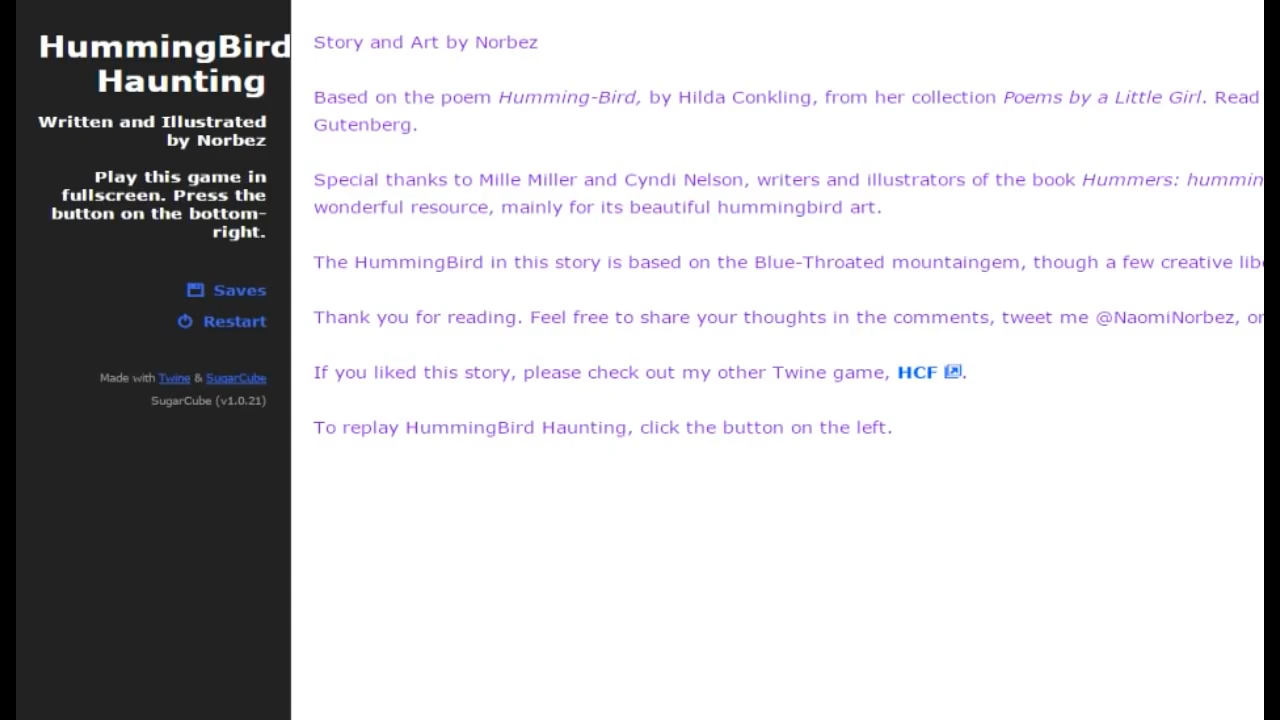 HummingBird
Haunting
Written and Illustrated
by Norbez
Play this game in
fullscreen. Press the
button on the bottom-
right.
Saves
Restart
Made with Twine & SugarCube
SugarCube (v1.0.21)
Story and Art by Norbez
Based on the poem Humming-Bird, by Hilda Conkling, from her collection Poems by a Little Girl. Read
Gutenberg.
Special thanks to Mille Miller and Cyndi Nelson, writers and illustrators of the book Hummers: hummin
wonderful resource, mainly for its beautiful hummingbird art.
The HummingBird in this story is based on the Blue-Throated mountaingem, though a few creative lib
Thank you for reading. Feel free to share your thoughts in the comments, tweet me @NaomiNorbez, or
If you liked this story, please check out my other Twine game, HCF.
To replay HummingBird Haunting, click the button on the left.